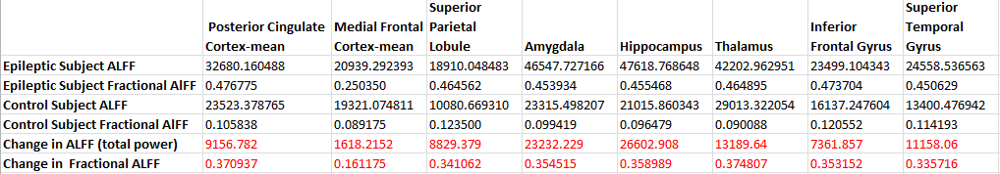 Posterior Cingulate Cortex-mean	Medial Frontal Cortex-mean	Superior Parietal Lobule	Amygdala	Hippocampus	Thalamus	Inferior Frontal Gyrus	Superior Temporal Gyrus
Epileptic Subject ALFF	32680.160488	20939.292393	18910.048483	46547.727166	47618.768648	42202.962951	23499.104343	24558.536563
Epileptic Subject Fractional AlFF	0.476775	0.250350	0.464562	0.453934	0.455468	0.464895	0.473704	0.450629
Control Subject ALFF	23523.378765	19321.074811	10080.669310	23315.498207	21015.860343	29013.322054	16137.247604	13400.476942
Control Subject Fractional AlFF	0.105838	0.089175	0.123500	0.099419	0.096479	0.090088	0.120552	0.114193
Change in ALFF (total power)	9156.782	1618.2152	8829.379	23232.229	26602.908	13189.64	7361.857	11158.06
Change in  Fractional ALFF	0.370937	0.161175	0.341062	0.354515	0.358989	0.374807	0.353152	0.335716